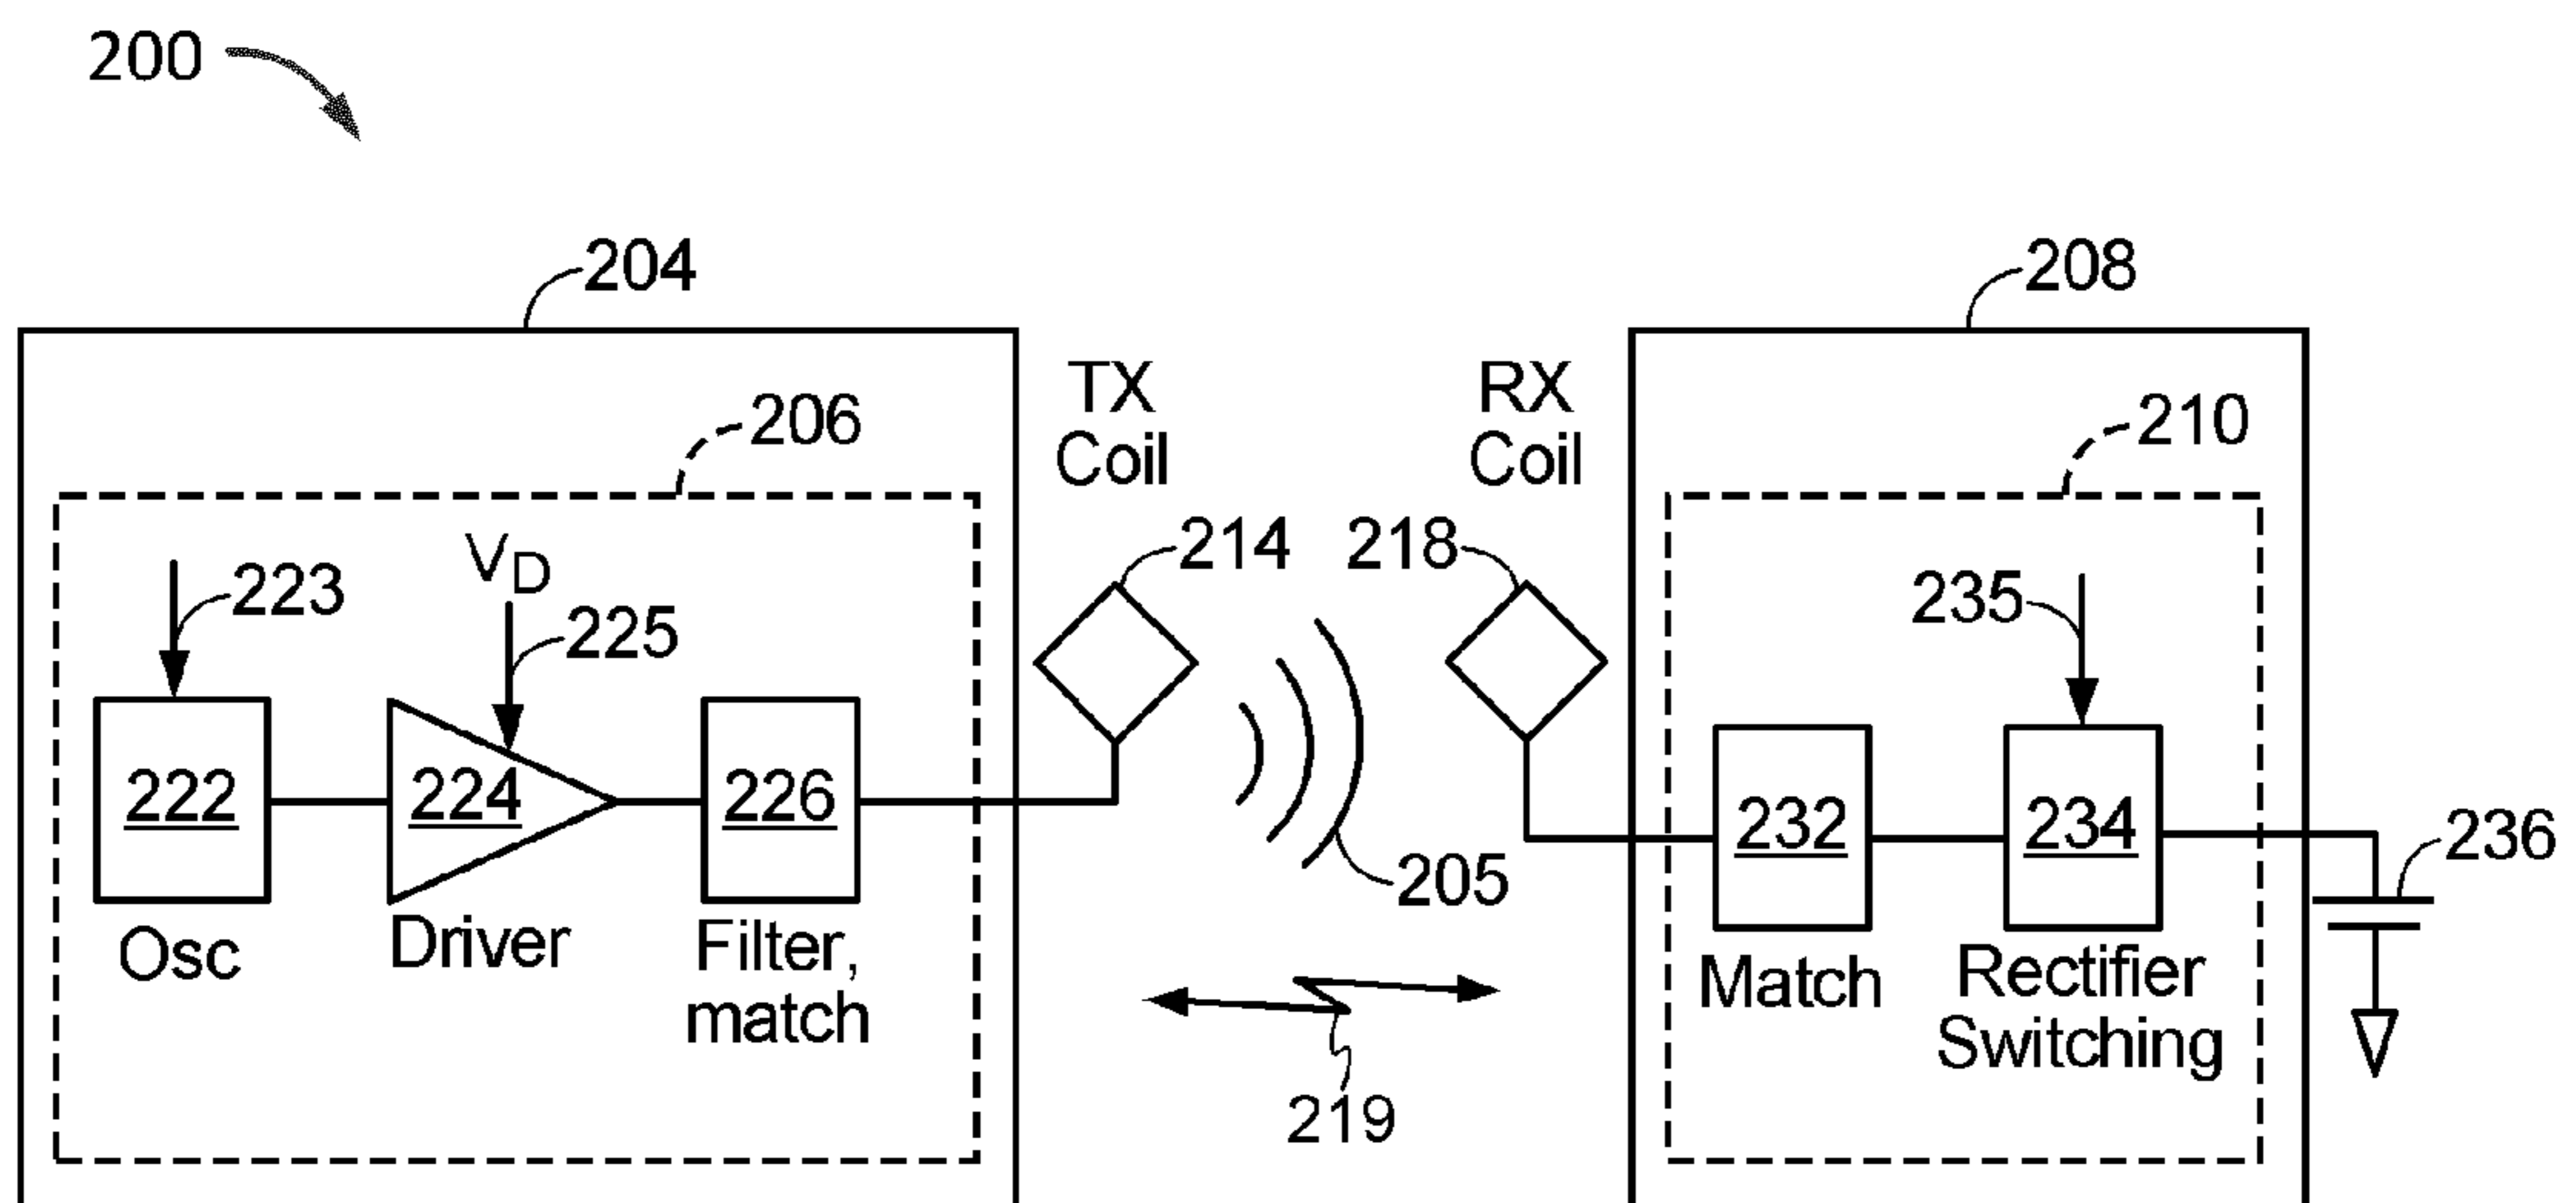 200
204
208
TX
Coil
RX
Coil
206
210
V_D
214
218
223
225
235
222
224
226
232
234
236
205
Osc
Driver
Filter,
match
Match
Rectifier
Switching
219